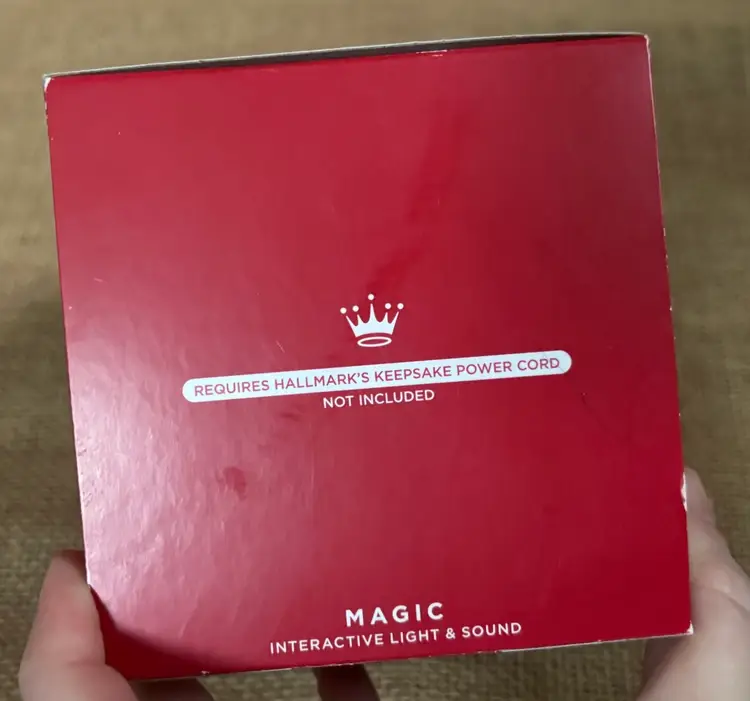 REQUIRES HALLMARK'S KEEPSAKE POWER CORD
NOT INCLUDED
MAGIC
INTERACTIVE LIGHT & SOUND